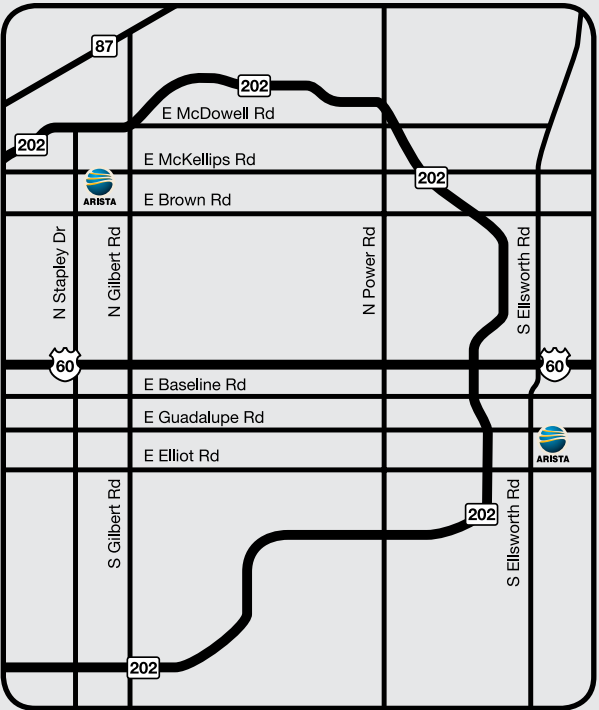 87
202
E McDowell Rd
202
E McKellips Rd
202
ARISTA
E Brown Rd
N Stapley Dr
N Gilbert Rd
N Power Rd
S Ellsworth Rd
60
60
E Baseline Rd
E Guadalupe Rd
ARISTA
E Elliot Rd
S Gilbert Rd
S Ellsworth Rd
202
202